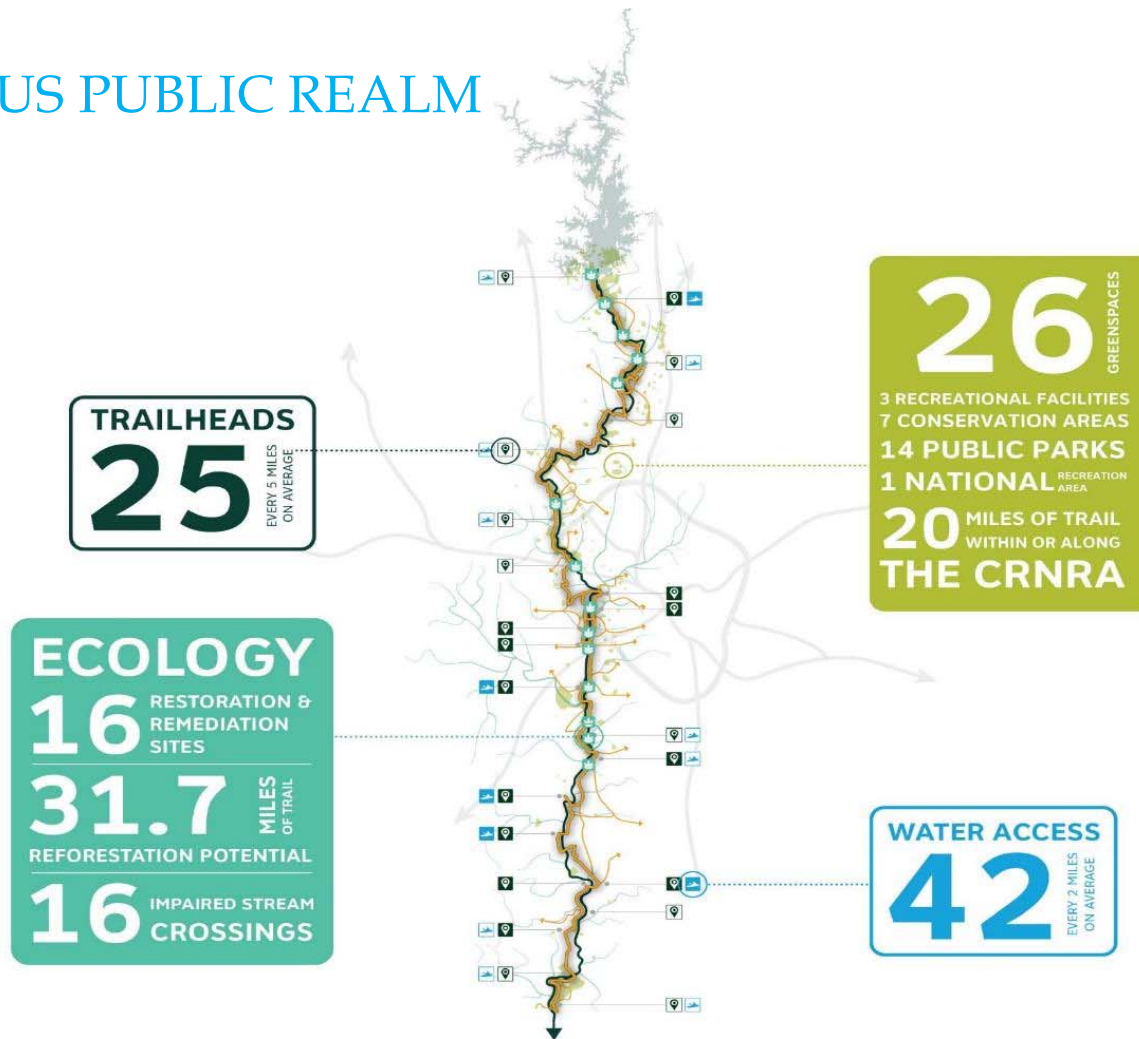 US PUBLIC REALM
TRAILHEADS
25
EVERY 5 MILES
ON AVERAGE
ECOLOGY
16 RESTORATION &
REMEDIATION
SITES
31.7 MILES
OF TRAIL
REFORESTATION POTENTIAL
16 IMPAIRED STREAM
CROSSINGS
26
GREENSPACES
3 RECREATIONAL FACILITIES
7 CONSERVATION AREAS
14 PUBLIC PARKS
1 NATIONAL RECREATION
AREA
20 MILES OF TRAIL
WITHIN OR ALONG
THE CRNRA
WATER ACCESS
42
EVERY 2 MILES
ON AVERAGE